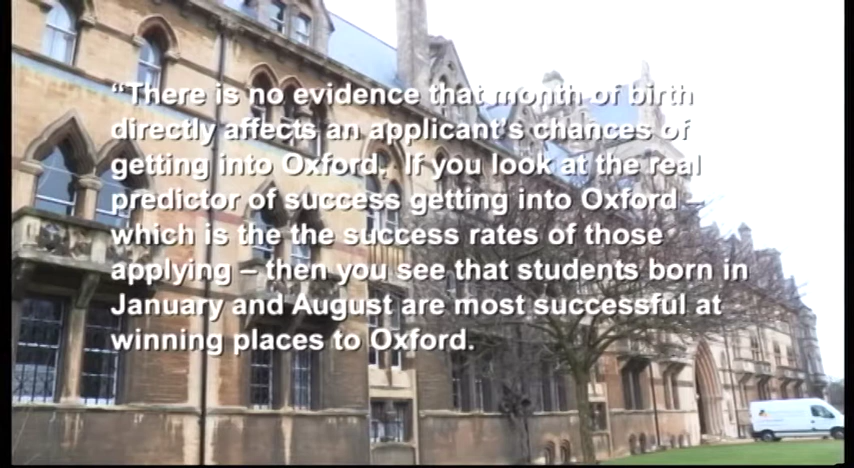 “There is no evidence that month of birth
directly affects an applicant’s chances of
getting into Oxford.  If you look at the real
predictor of success getting into Oxford –
which is the the success rates of those
applying – then you see that students born in
January and August are most successful at
winning places to Oxford.